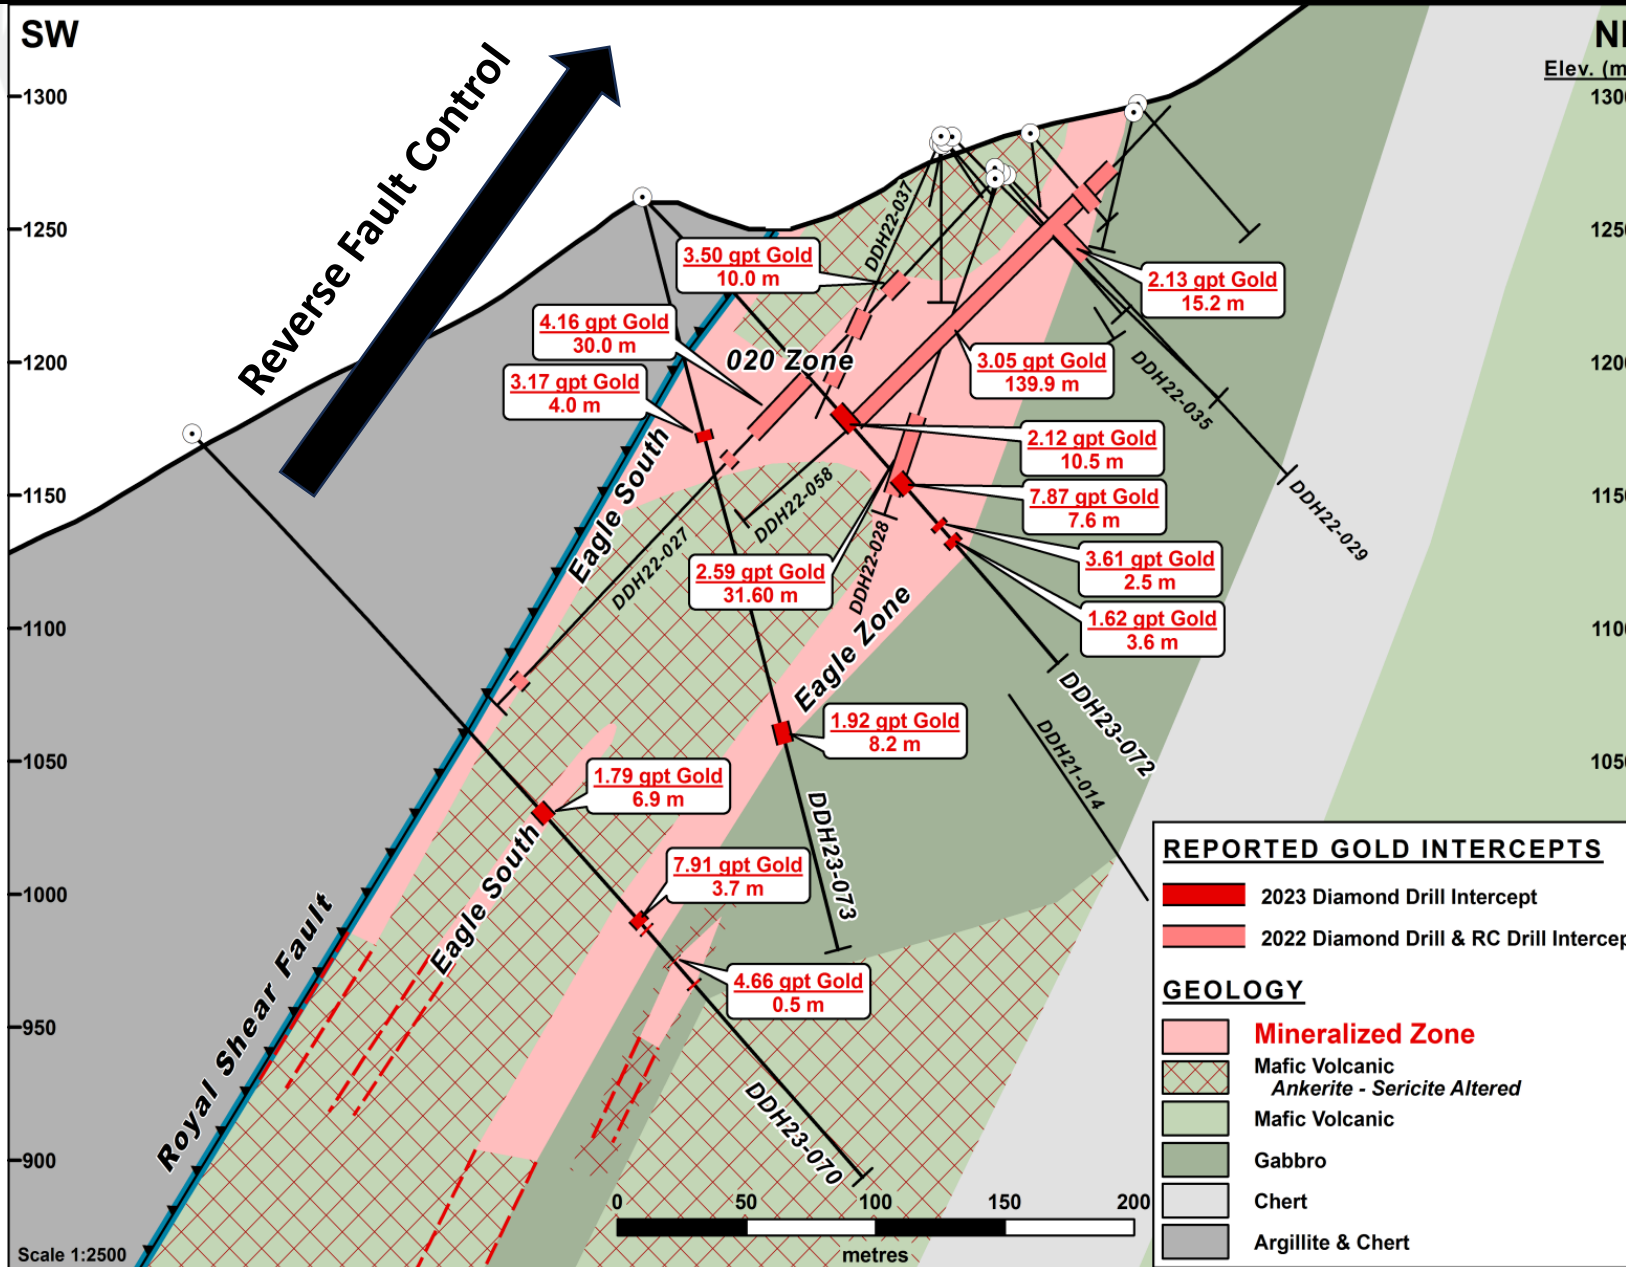 SW
NE
Elev. (m
Reverse Fault Control
1300
1250
1200
1150
1100
1050
1000
950
900
1300
1250
1200
1150
1100
1050
3.50 gpt Gold
10.0 m
4.16 gpt Gold
30.0 m
3.17 gpt Gold
4.0 m
020 Zone
DDH22-037
2.13 gpt Gold
15.2 m
3.05 gpt Gold
139.9 m
DDH22-035
2.12 gpt Gold
10.5 m
7.87 gpt Gold
7.6 m
DDH22-029
3.61 gpt Gold
2.5 m
1.62 gpt Gold
3.6 m
Eagle South
DDH22-058
DDH22-027
2.59 gpt Gold
31.60 m
DDH22-028
Eagle Zone
DDH23-072
DDH21-014
1.92 gpt Gold
8.2 m
1.79 gpt Gold
6.9 m
DDH23-073
Eagle South
7.91 gpt Gold
3.7 m
4.66 gpt Gold
0.5 m
Royal Shear Fault
DDH23-070
0 50 100 150 200
metres
Scale 1:2500
REPORTED GOLD INTERCEPTS
2023 Diamond Drill Intercept
2022 Diamond Drill & RC Drill Intercep
GEOLOGY
Mineralized Zone
Mafic Volcanic
Ankerite - Sericite Altered
Mafic Volcanic
Gabbro
Chert
Argillite & Chert